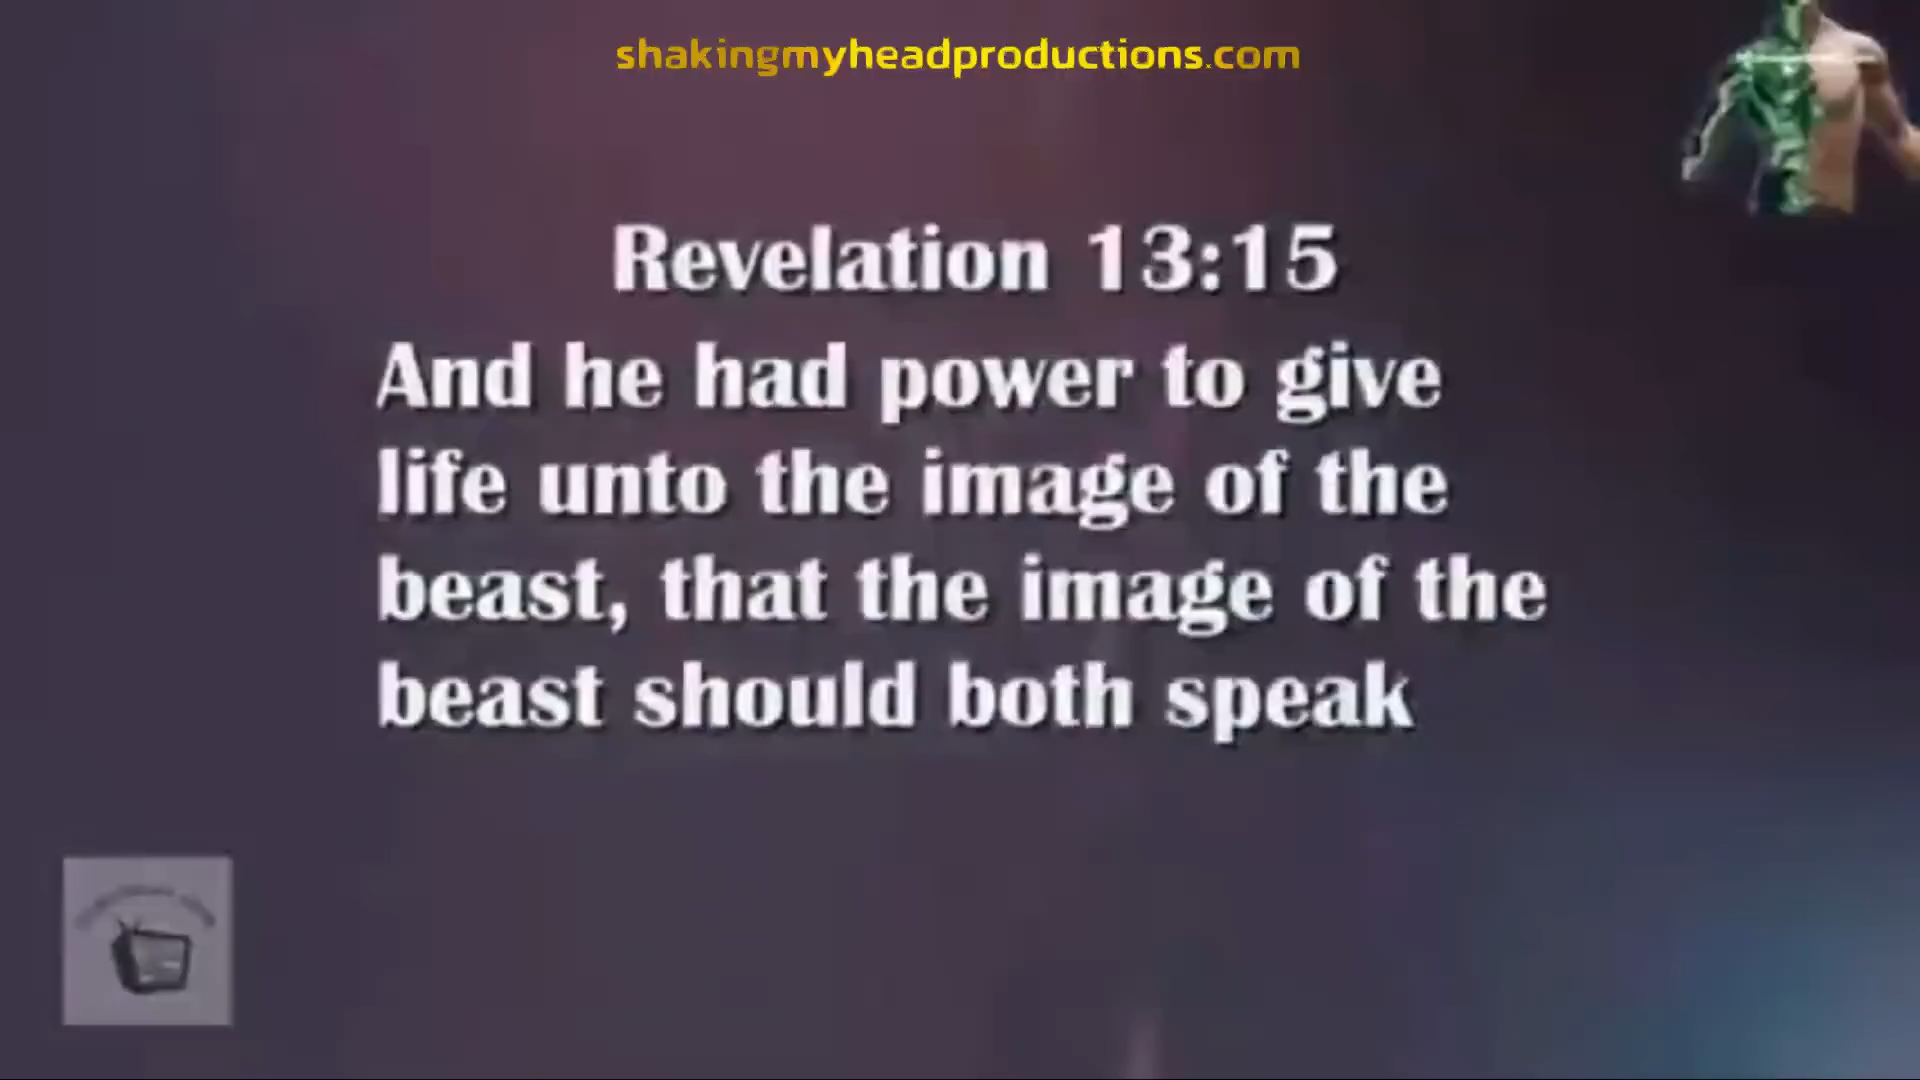 shakingmyheadproductions.com
Revelation 13:15
And he had power to give
life unto the image of the
beast, that the image of the
beast should both speak